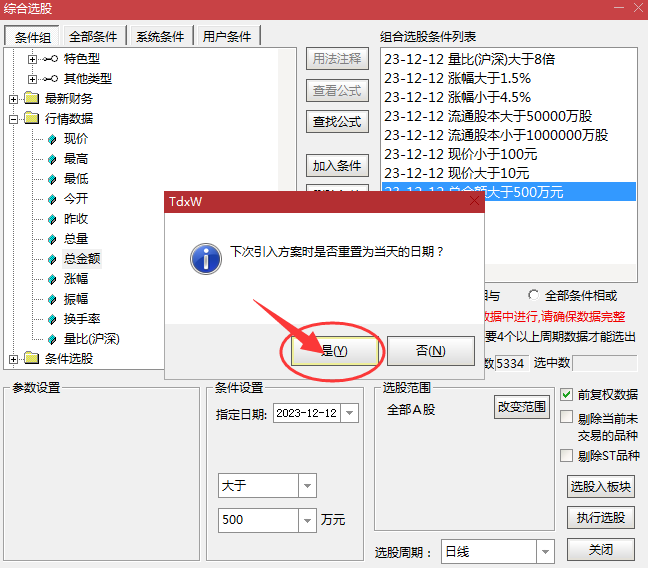 综合选股
条件组 全部条件 系统条件 用户条件
组合选股条件列表
特色型
其他类型
最新财务
行情数据
现价
最高
最低
今开
昨收
总量
总金额
涨幅
振幅
换手率
量比(沪深)
条件选股
用法注释
查看公式
查找公式
加入条件
23-12-12 量比(沪深)大于8倍
23-12-12 涨幅大于1.5%
23-12-12 涨幅小于4.5%
23-12-12 流通股本大于50000万股
23-12-12 流通股本小于1000000万股
23-12-12 现价小于100元
23-12-12 现价大于10元
23-12-12 总金额大于500万元
TdxW
下次引入方案时是否重置为当天的日期？
是(Y)
否(N)
相与 全部条件相或
数据中进行,请确保数据完整
要4个以上周期数据才能选出
数 5334 选中数
参数设置
条件设置
指定日期: 2023-12-12
大于
500 万元
选股范围
全部Ａ股
改变范围
前复权数据
剔除当前未
交易的品种
剔除ST品种
选股入板块
执行选股
选股周期： 日线
关闭